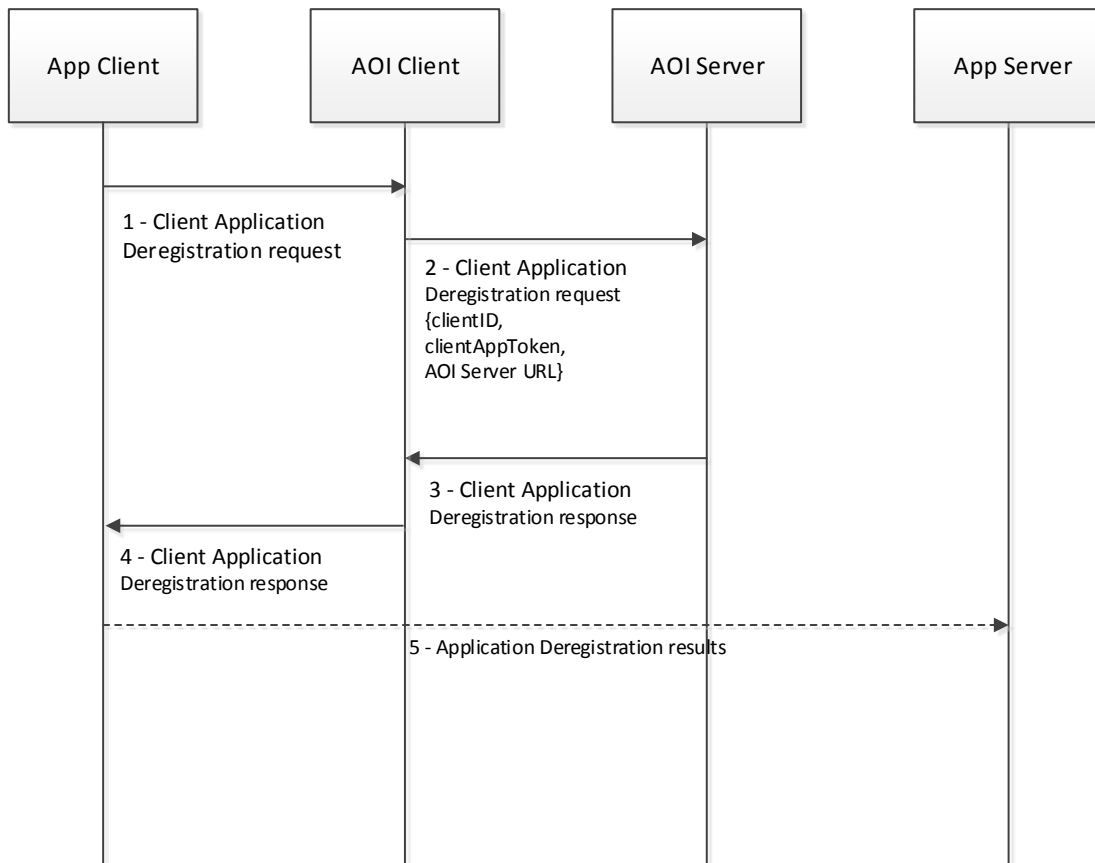 App Client
AOI Client
AOI Server
App Server
1 - Client Application
Deregistration request
2 - Client Application
Deregistration request
{clientID,
clientAppToken,
AOI Server URL}
3 - Client Application
Deregistration response
4 - Client Application
Deregistration response
5 - Application Deregistration results